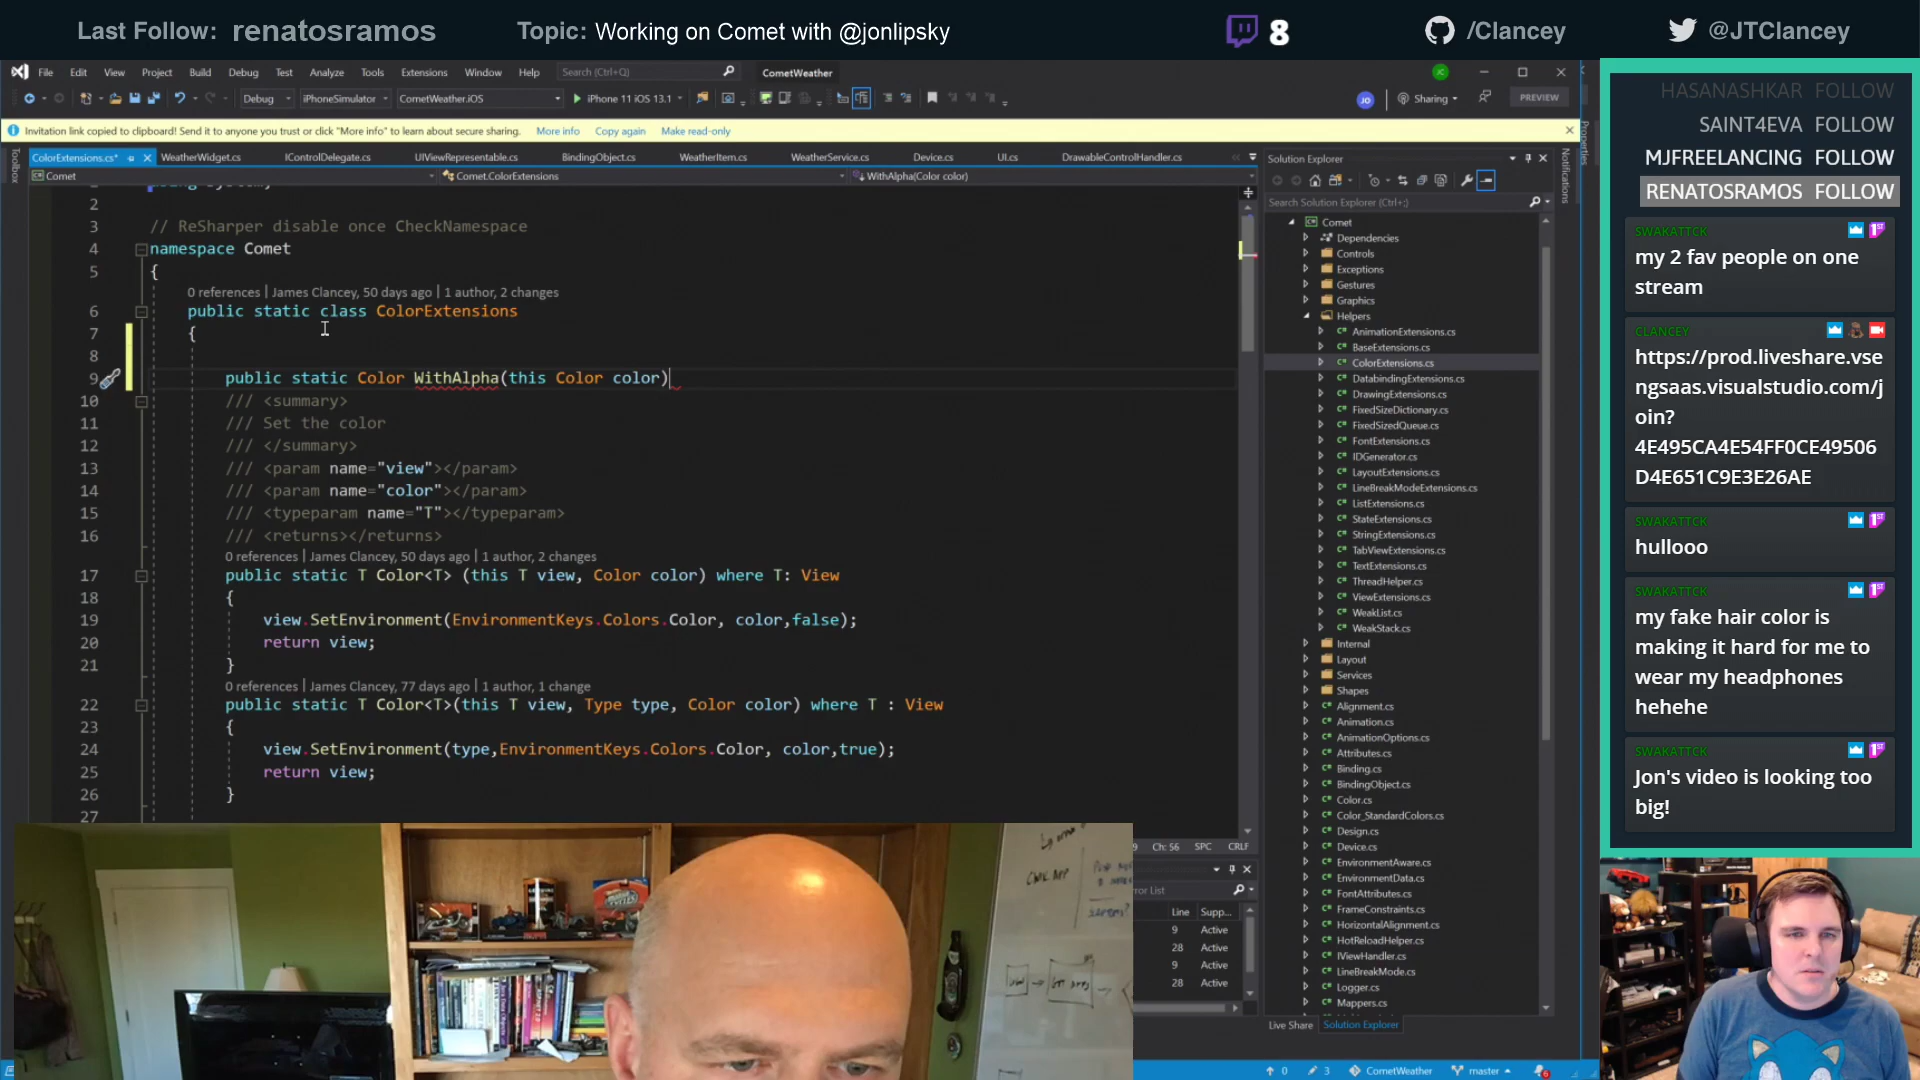 Last Follow: renatosramos
Topic: Working on Comet with @jonlipsky
8
/Clancey
@JTClancey
File Edit View Project Build Debug Test Analyze Tools Extensions Window Help Search (Ctrl+Q) CometWeather
Debug iPhoneSimulator CometWeather.iOS iPhone 11 iOS 13.1 JO Sharing PREVIEW
Invitation link copied to clipboard! Send it to anyone you trust or click "More info" to learn about secure sharing. More info Copy again Make read-only
Toolbox
ColorExtensions.cs* WeatherWidget.cs IControlDelegate.cs UIViewRepresentable.cs BindingObject.cs WeatherItem.cs WeatherService.cs Device.cs UI.cs DrawableControlHandler.cs
Comet Comet.ColorExtensions WithAlpha(Color color)
2
3 // ReSharper disable once CheckNamespace
4 namespace Comet
5 {
0 references | James Clancey, 50 days ago | 1 author, 2 changes
6 public static class ColorExtensions
7 {
8
9 public static Color WithAlpha(this Color color)
10 /// <summary>
11 /// Set the color
12 /// </summary>
13 /// <param name="view"></param>
14 /// <param name="color"></param>
15 /// <typeparam name="T"></typeparam>
16 /// <returns></returns>
0 references | James Clancey, 50 days ago | 1 author, 2 changes
17 public static T Color<T> (this T view, Color color) where T: View
18 {
19 view.SetEnvironment(EnvironmentKeys.Colors.Color, color,false);
20 return view;
21 }
0 references | James Clancey, 77 days ago | 1 author, 1 change
22 public static T Color<T>(this T view, Type type, Color color) where T : View
23 {
24 view.SetEnvironment(type,EnvironmentKeys.Colors.Color, color,true);
25 return view;
26 }
27
Ch: 56 SPC CRLF
Line Supp...
9 Active
28 Active
9 Active
28 Active
Solution Explorer
Search Solution Explorer (Ctrl+;)
Comet
Dependencies
Controls
Exceptions
Gestures
Graphics
Helpers
AnimationExtensions.cs
BaseExtensions.cs
ColorExtensions.cs
DatabindingExtensions.cs
DrawingExtensions.cs
FixedSizeDictionary.cs
FixedSizedQueue.cs
FontExtensions.cs
IDGenerator.cs
LayoutExtensions.cs
LineBreakModeExtensions.cs
ListExtensions.cs
StateExtensions.cs
StringExtensions.cs
TabViewExtensions.cs
TextExtensions.cs
ThreadHelper.cs
ViewExtensions.cs
WeakList.cs
WeakStack.cs
Internal
Layout
Services
Shapes
Alignment.cs
Animation.cs
AnimationOptions.cs
Attributes.cs
Binding.cs
BindingObject.cs
Color.cs
Color_StandardColors.cs
Design.cs
Device.cs
EnvironmentAware.cs
EnvironmentData.cs
FontAttributes.cs
FrameConstraints.cs
HorizontalAlignment.cs
HotReloadHelper.cs
IViewHandler.cs
LineBreakMode.cs
Logger.cs
Mappers.cs
Live Share Solution Explorer
0 3 CometWeather master
Properties
Notifications
HASANASHKAR FOLLOW
SAINT4EVA FOLLOW
MJFREELANCING FOLLOW
RENATOSRAMOS FOLLOW
SWAKATTCK
my 2 fav people on one
stream
CLANCEY
https://prod.liveshare.vse
ngsaas.visualstudio.com/j
oin?
4E495CA4E54FF0CE49506
D4E651C9E3E26AE
SWAKATTCK
hullooo
SWAKATTCK
my fake hair color is
making it hard for me to
wear my headphones
hehehe
SWAKATTCK
Jon's video is looking too
big!